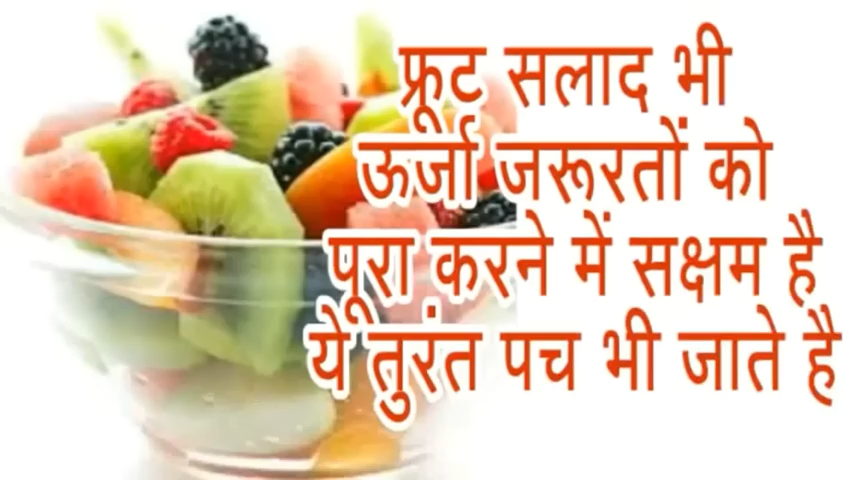 फ्रूट सलाद भी
ऊर्जा जरूरतों को
पूरा करने में सक्षम है
ये तुरंत पच भी जाते है